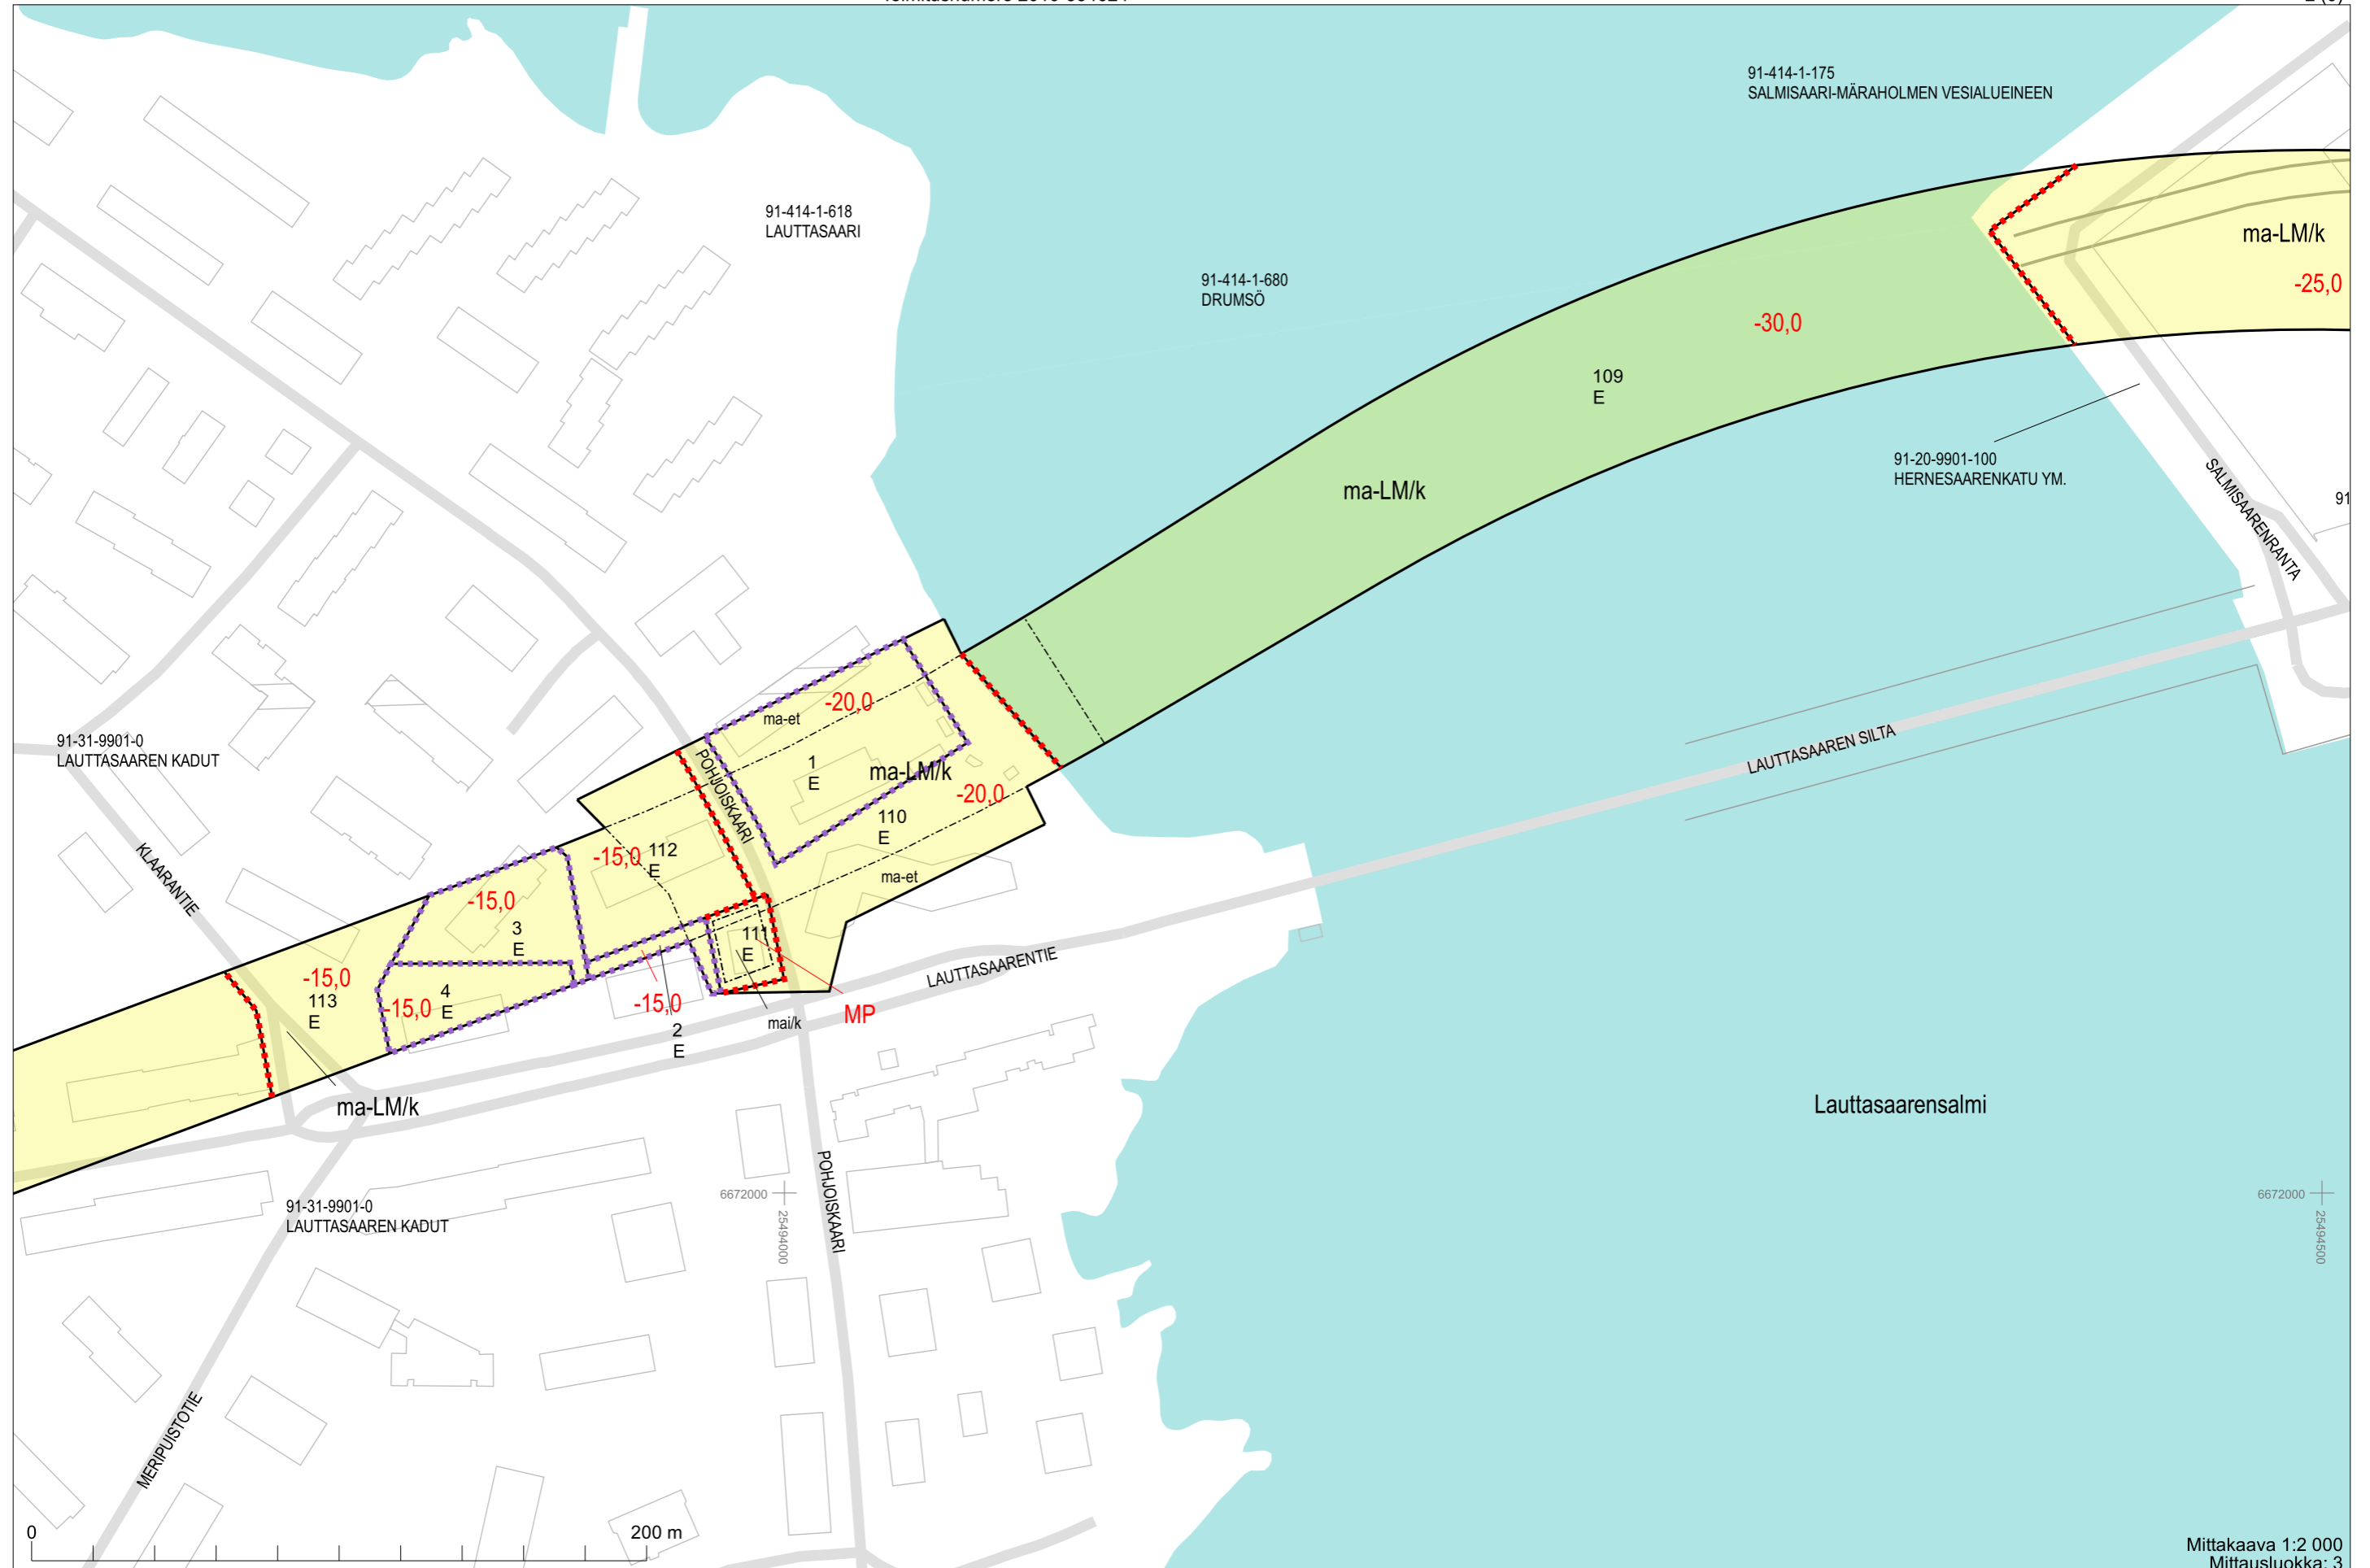 91-414-1-175
SALMISAARI-MÄRAHOLMEN VESIALUEINEEN
91-414-1-618
LAUTTASAARI
91-414-1-680
DRUMSÖ
ma-LM/k
-25,0
-30,0
109
E
ma-LM/k
91-20-9901-100
HERNESAARENKATU YM.
SALMISAARENRANTA
91
91-31-9901-0
LAUTTASAAREN KADUT
KLAARANTIE
POHJOISKAARI
ma-et
-20,0
1
E
ma-LM/k
-20,0
110
E
ma-et
LAUTTASAAREN SILTA
-15,0
112
E
-15,0
3
E
111
E
-15,0
113
E
-15,0
4
E
-15,0
2
E
mai/k
MP
LAUTTASAARENTIE
ma-LM/k
Lauttasaarensalmi
POHJOISKAARI
91-31-9901-0
LAUTTASAAREN KADUT
6672000
25494000
6672000
25494500
MERIPUISTOTIE
0
200 m
Mittakaava 1:2 000
Mittausluokka: 3